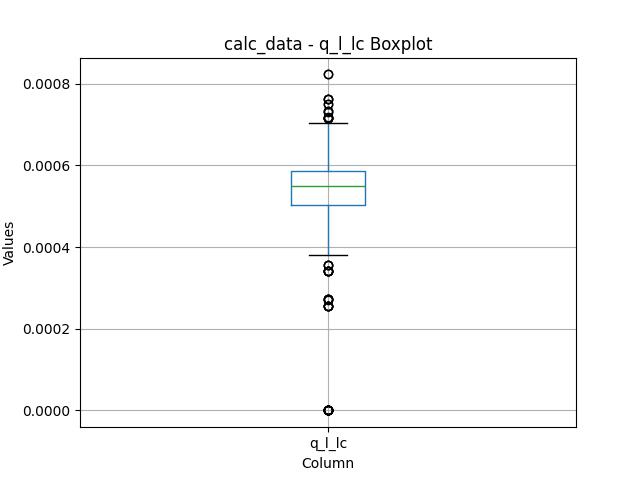 calc_data - q_l_lc Boxplot
0.0008
0.0006
0.0004
0.0002
0.0000
Values
q_l_lc
Column